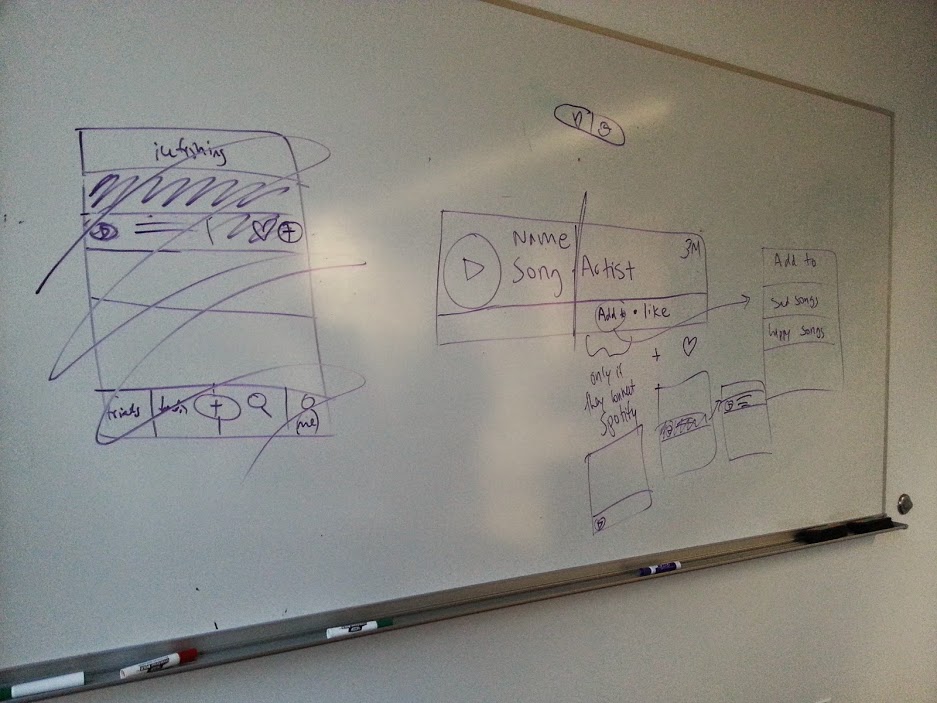 icefishing
friends
+
(me)
Name
Song
Artist
3M
Add to • like
+
only if
they connect
Spotify
Add to
Sad songs
happy songs